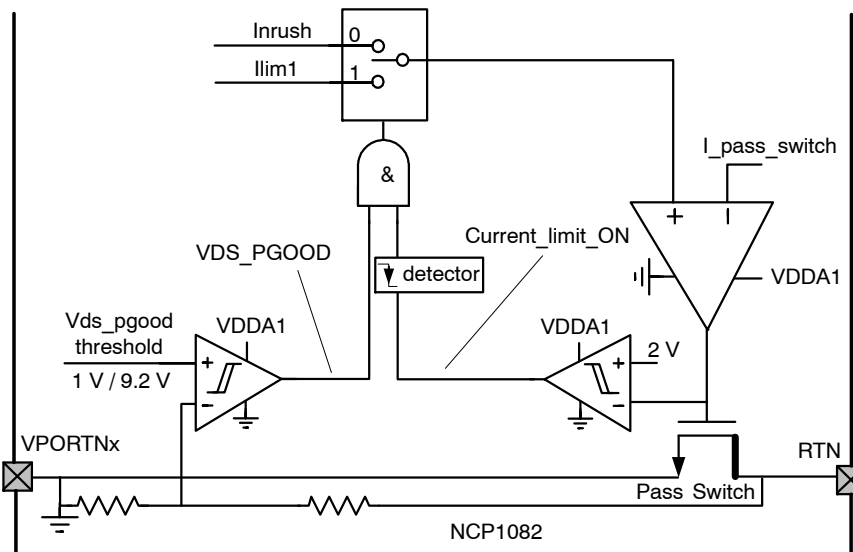 Inrush
0
Ilim1
1
I_pass_switch
&
+
−
Current_limit_ON
VDS_PGOOD
detector
VDDA1
Vds_pgood
threshold
VDDA1
VDDA1
+
+
2 V
1 V / 9.2 V
−
−
VPORTNx
RTN
Pass Switch
NCP1082